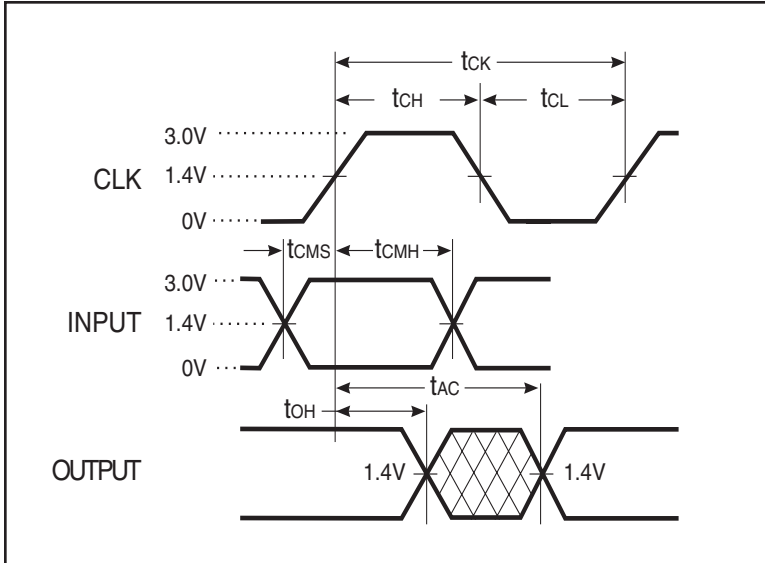 tCK
tCH tCL
3.0V
CLK 1.4V
0V
tCMS tCMH
3.0V
INPUT 1.4V
0V
tAC
tOH
OUTPUT 1.4V 1.4V